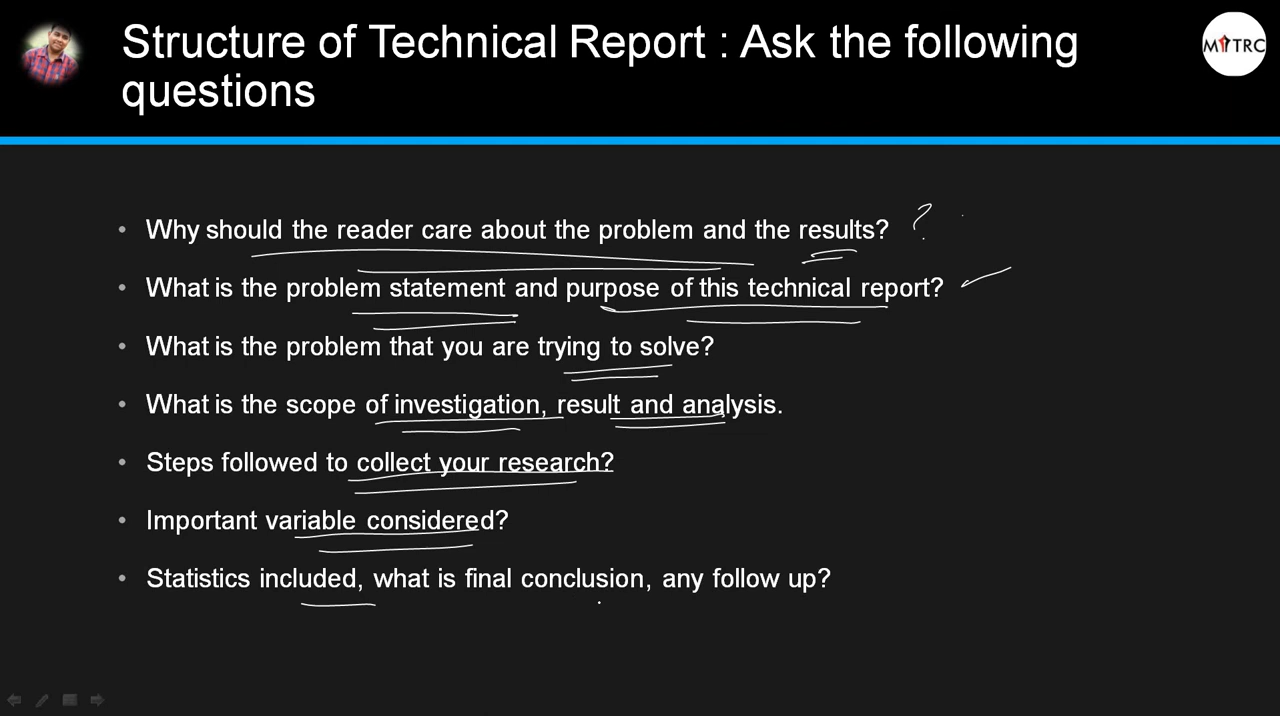 Structure of Technical Report : Ask the following
questions
MITRC
• Why should the reader care about the problem and the results? ?
• What is the problem statement and purpose of this technical report?
• What is the problem that you are trying to solve?
• What is the scope of investigation, result and analysis.
• Steps followed to collect your research?
• Important variable considered?
• Statistics included, what is final conclusion, any follow up?